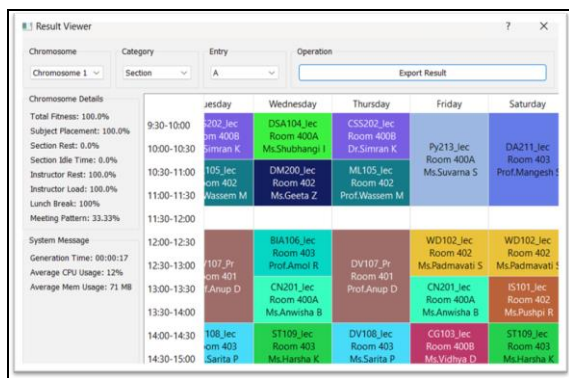 Result Viewer ? ×
Chromosome Category Entry Operation
Chromosome 1 Section A Export Result
Chromosome Details
Total Fitness: 100.0%
Subject Placement: 100.0%
Section Rest: 0.0%
Section Idle Time: 0.0%
Instructor Rest: 100.0%
Instructor Load: 100.0%
Lunch Break: 100%
Meeting Pattern: 33.33%
System Message
Generation Time: 00:00:17
Average CPU Usage: 12%
Average Mem Usage: 71 MB
uesday Wednesday Thursday Friday Saturday
9:30-10:00
10:00-10:30
10:30-11:00
11:00-11:30
11:30-12:00
12:00-12:30
12:30-13:00
13:00-13:30
13:30-14:00
14:00-14:30
14:30-15:00
S202_lec
om 400B
Simran K
105_lec
om 402
Wassem M
107_Pr
om 401
f.Anup D
108_lec
om 403
.Sarita P
DSA104_lec
Room 400A
Ms.Shubhangi I
DM200_lec
Room 402
Ms.Geeta Z
BIA106_lec
Room 403
Prof.Amol R
CN201_lec
Room 400A
Ms.Anwisha B
ST109_lec
Room 403
Ms.Harsha K
CSS202_lec
Room 400B
Dr.Simran K
ML105_lec
Room 402
Prof.Wassem M
DV107_Pr
Room 401
Prof.Anup D
DV108_lec
Room 403
Ms.Sarita P
Py213_lec
Room 400A
Ms.Suvarna S
WD102_lec
Room 402
Ms.Padmavati S
CN201_lec
Room 400A
Ms.Anwisha B
CG103_lec
Room 400B
Ms.Vidhya D
DA211_lec
Room 403
Prof.Mangesh S
WD102_lec
Room 402
Ms.Padmavati
IS101_lec
Room 402
Ms.Pushpi R
ST109_lec
Room 403
Ms.Harsha K